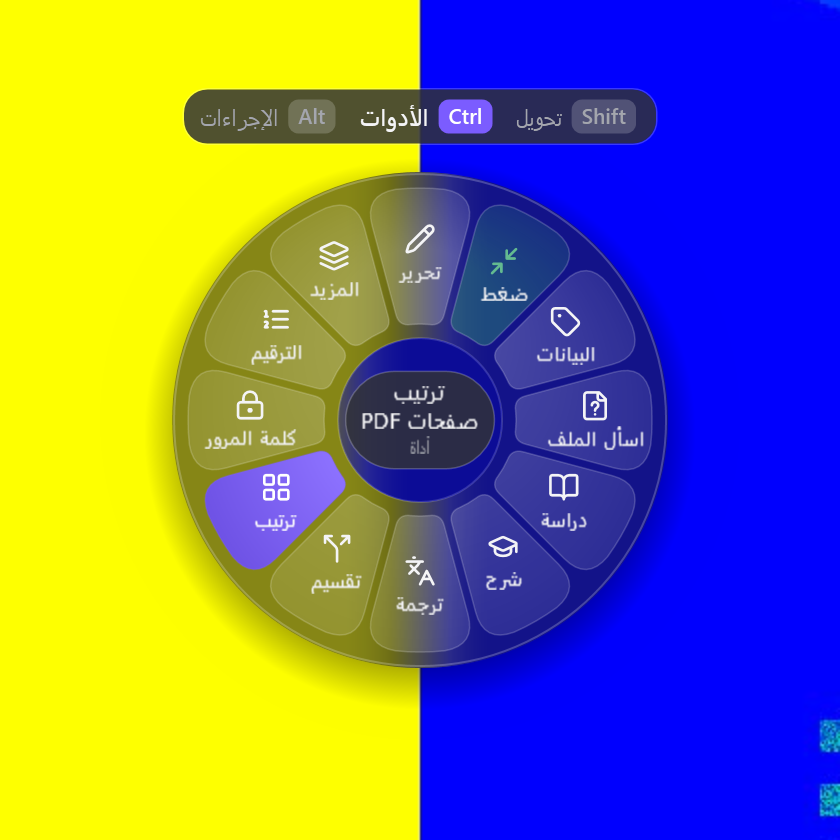 Shift تحويل Ctrl الأدوات Alt الإجراءات
تحرير
ضغط
البيانات
اسأل الملف
دراسة
شرح
ترجمة
تقسيم
ترتيب
كلمة المرور
الترقيم
المزيد
ترتيب
صفحات PDF
أداة